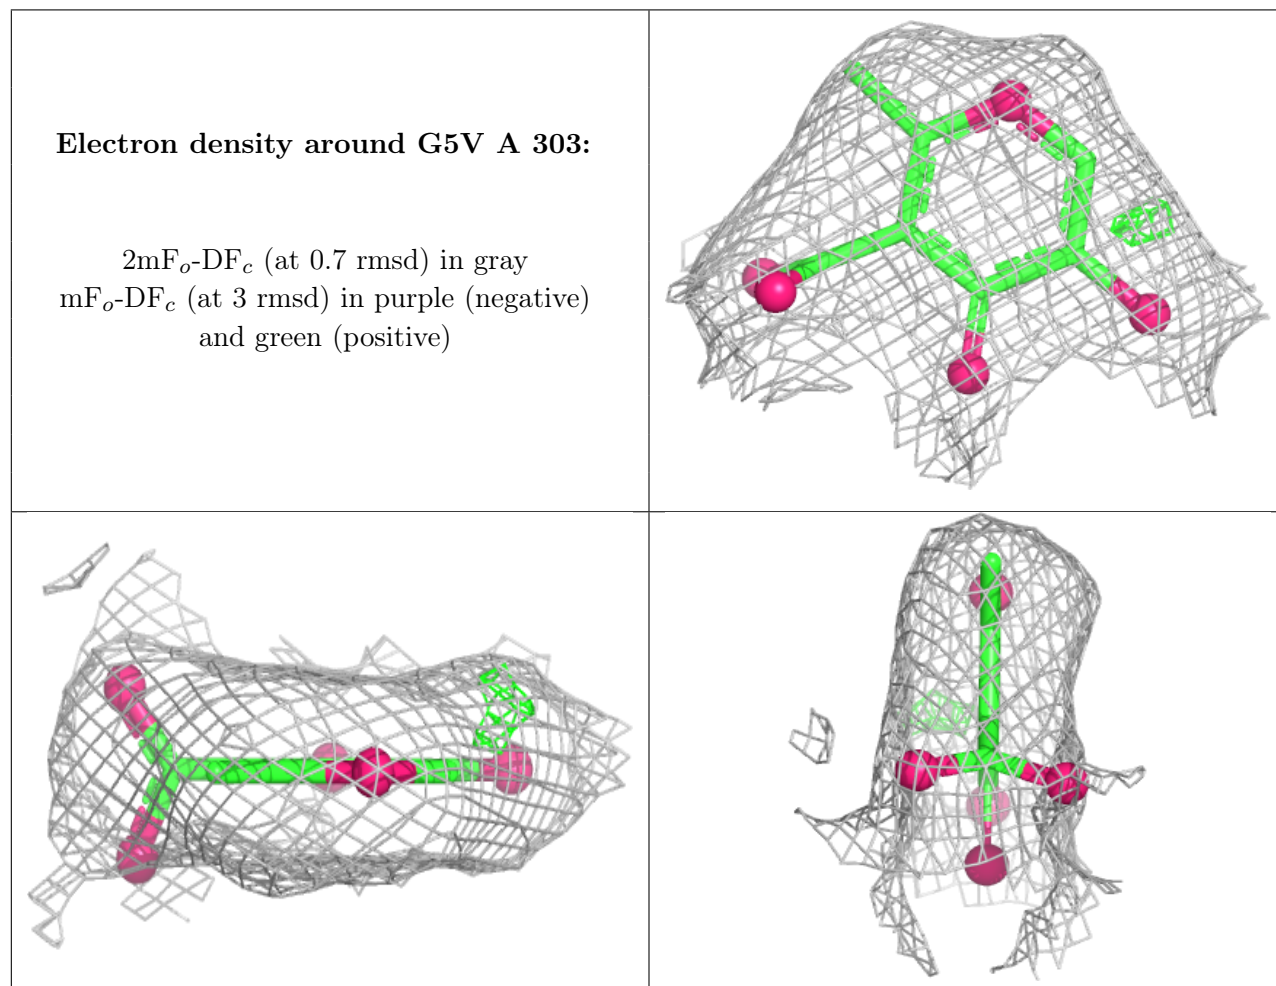 Electron density around G5V A 303:
2mFo-DFc (at 0.7 rmsd) in gray
mFo-DFc (at 3 rmsd) in purple (negative)
and green (positive)